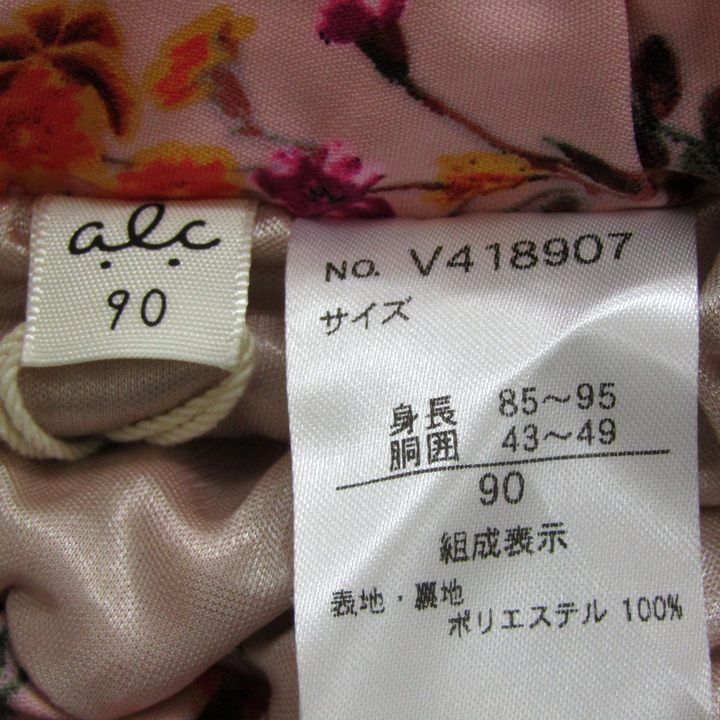 a.l.c
90
NO. V418907
サイズ
身長 85～95
胴囲 43～49
90
組成表示
表地・裏地
ポリエステル 100%